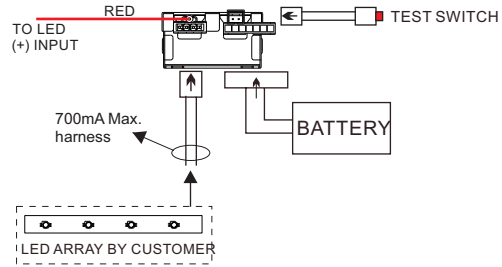 RED
TO LED
(+) INPUT
TEST SWITCH
700mA Max.
harness
BATTERY
LED ARRAY BY CUSTOMER